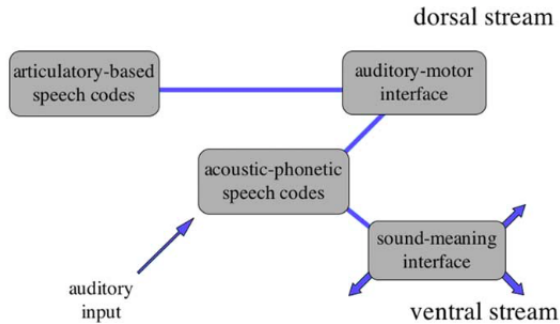 dorsal stream
articulatory-based
speech codes
auditory-motor
interface
acoustic-phonetic
speech codes
sound-meaning
interface
auditory
input
ventral stream